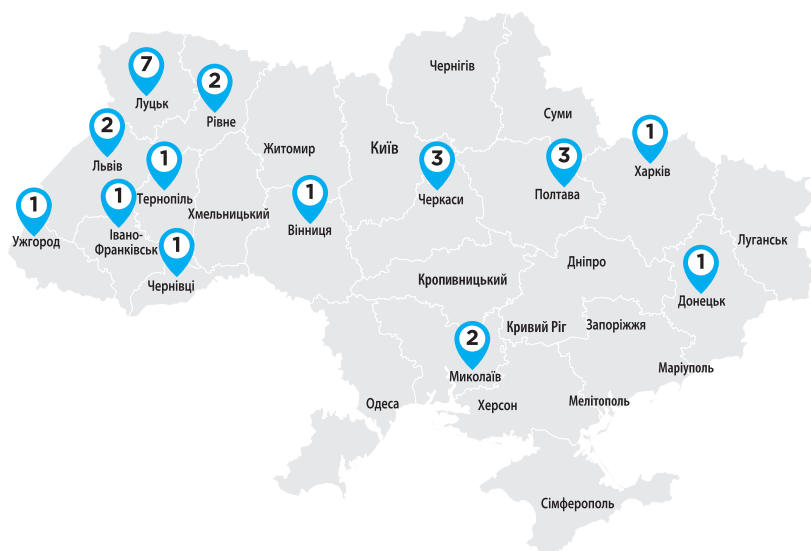 Чернігів
7
Луцьк
2
Рівне
Суми
2
Львів
Житомир
Київ
1
Харків
3
Черкаси
3
Полтава
1
Тернопіль
1
Ужгород
1
Івано-
Франківськ
Хмельницький
1
Вінниця
Луганськ
1
Чернівці
Кропивницький
Дніпро
1
Донецьк
Кривий Ріг
Запоріжжя
2
Миколаїв
Маріуполь
Одеса
Херсон
Мелітополь
Сімферополь